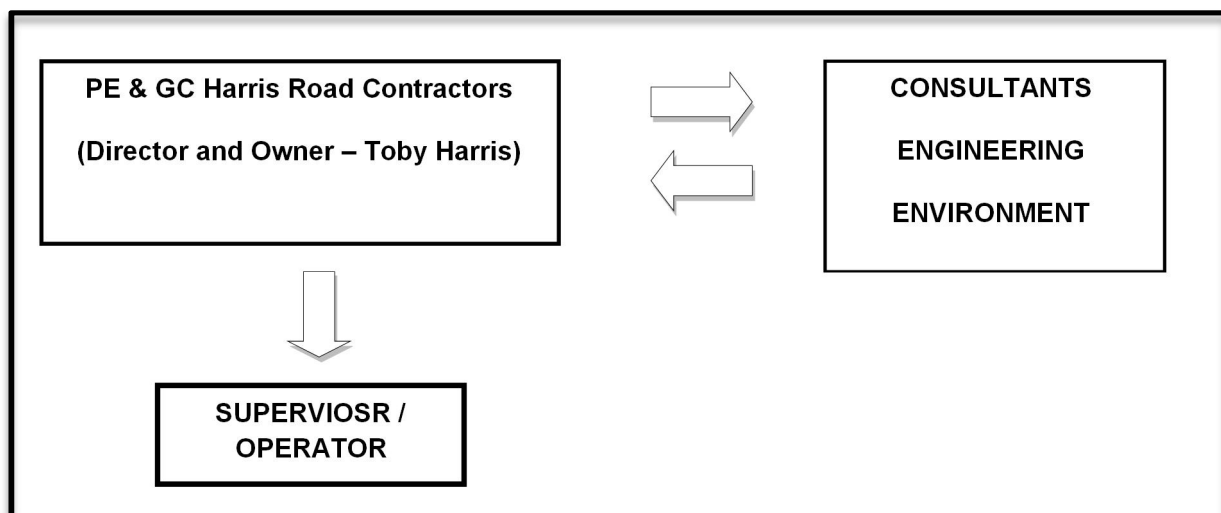 PE & GC Harris Road Contractors
(Director and Owner – Toby Harris)
CONSULTANTS
ENGINEERING
ENVIRONMENT
SUPERVIOSR /
OPERATOR